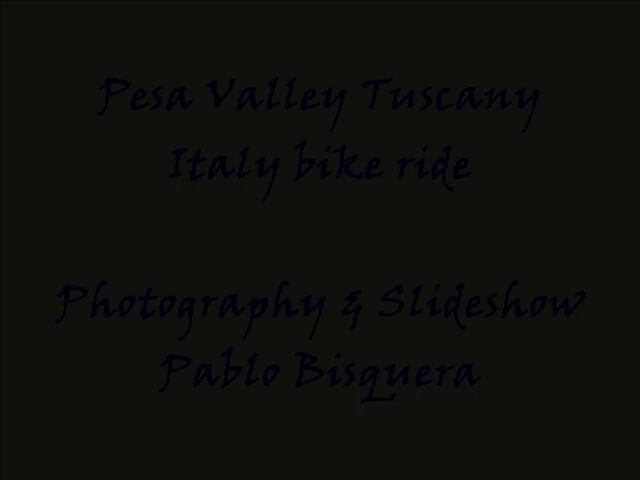 Pesa Valley Tuscany
Italy bike ride
Photography & Slideshow
Pablo Bisquera